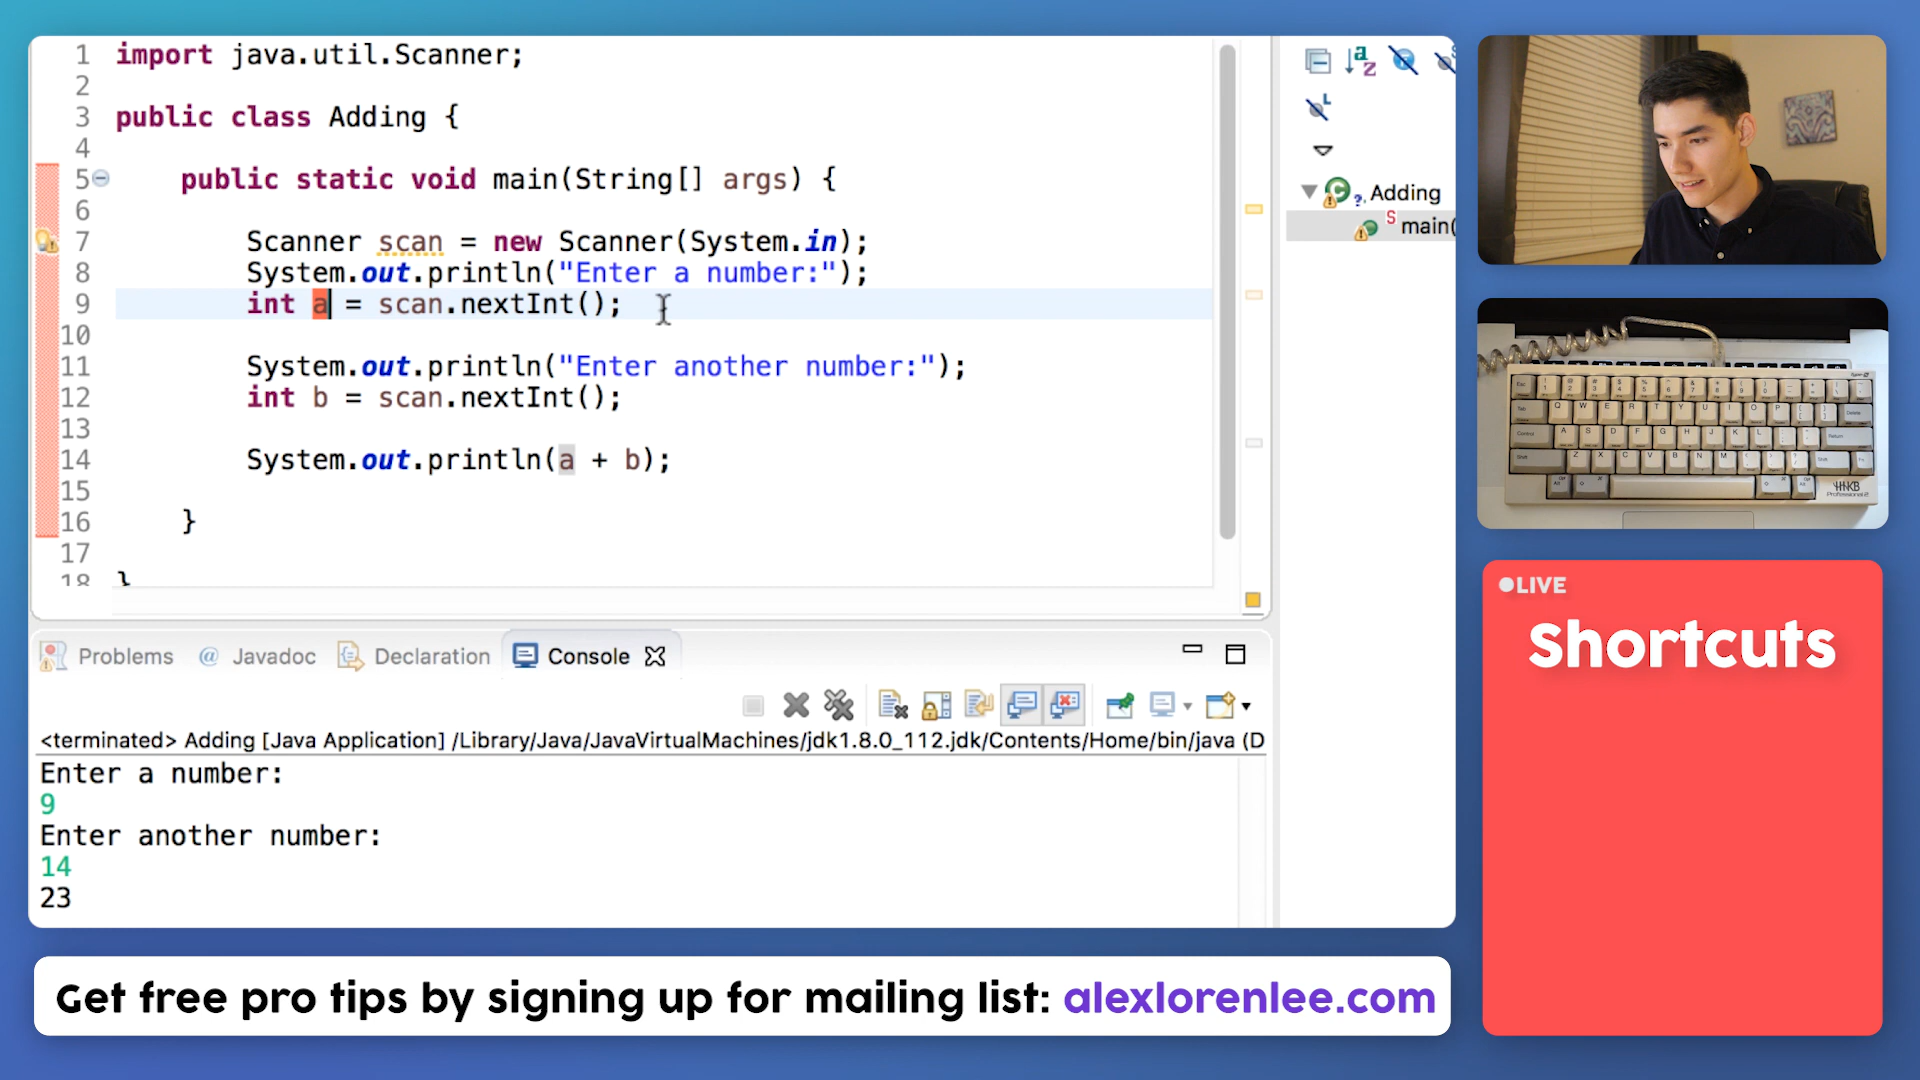 1 import java.util.Scanner;
2
3 public class Adding {
4
5 public static void main(String[] args) {
6
7 Scanner scan = new Scanner(System.in);
8 System.out.println("Enter a number:");
9 int a = scan.nextInt();
10
11 System.out.println("Enter another number:");
12 int b = scan.nextInt();
13
14 System.out.println(a + b);
15
16 }
17
18 }
Adding
main(
Problems @ Javadoc Declaration Console
<terminated> Adding [Java Application] /Library/Java/JavaVirtualMachines/jdk1.8.0_112.jdk/Contents/Home/bin/java (D
Enter a number:
9
Enter another number:
14
23
HHKB
Professional2
LIVE
Shortcuts
Get free pro tips by signing up for mailing list: alexlorenlee.com